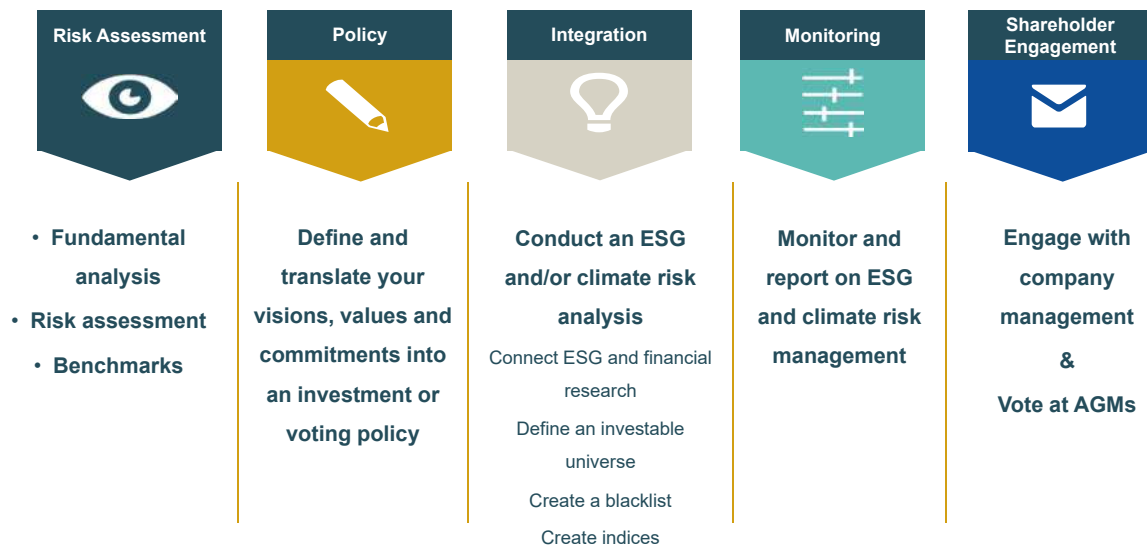 Risk Assessment
• Fundamental
analysis
• Risk assessment
• Benchmarks
Policy
Define and
translate your
visions, values and
commitments into
an investment or
voting policy
Integration
Conduct an ESG
and/or climate risk
analysis
Connect ESG and financial
research
Define an investable
universe
Create a blacklist
Create indices
Monitoring
Monitor and
report on ESG
and climate risk
management
Shareholder
Engagement
Engage with
company
management
&
Vote at AGMs